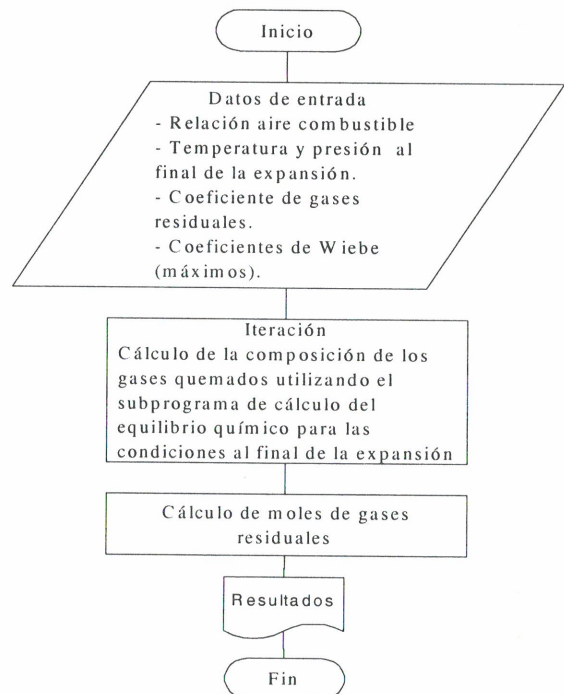 Inicio
Datos de entrada
- Relación aire combustible
- Temperatura y presión al
final de la expansión.
- Coeficiente de gases
residuales.
- Coeficientes de Wiebe
(máximos).
Iteración
Cálculo de la composición de los
gases quemados utilizando el
subprograma de cálculo del
equilibrio químico para las
condiciones al final de la expansión
Cálculo de moles de gases
residuales
Resultados
Fin